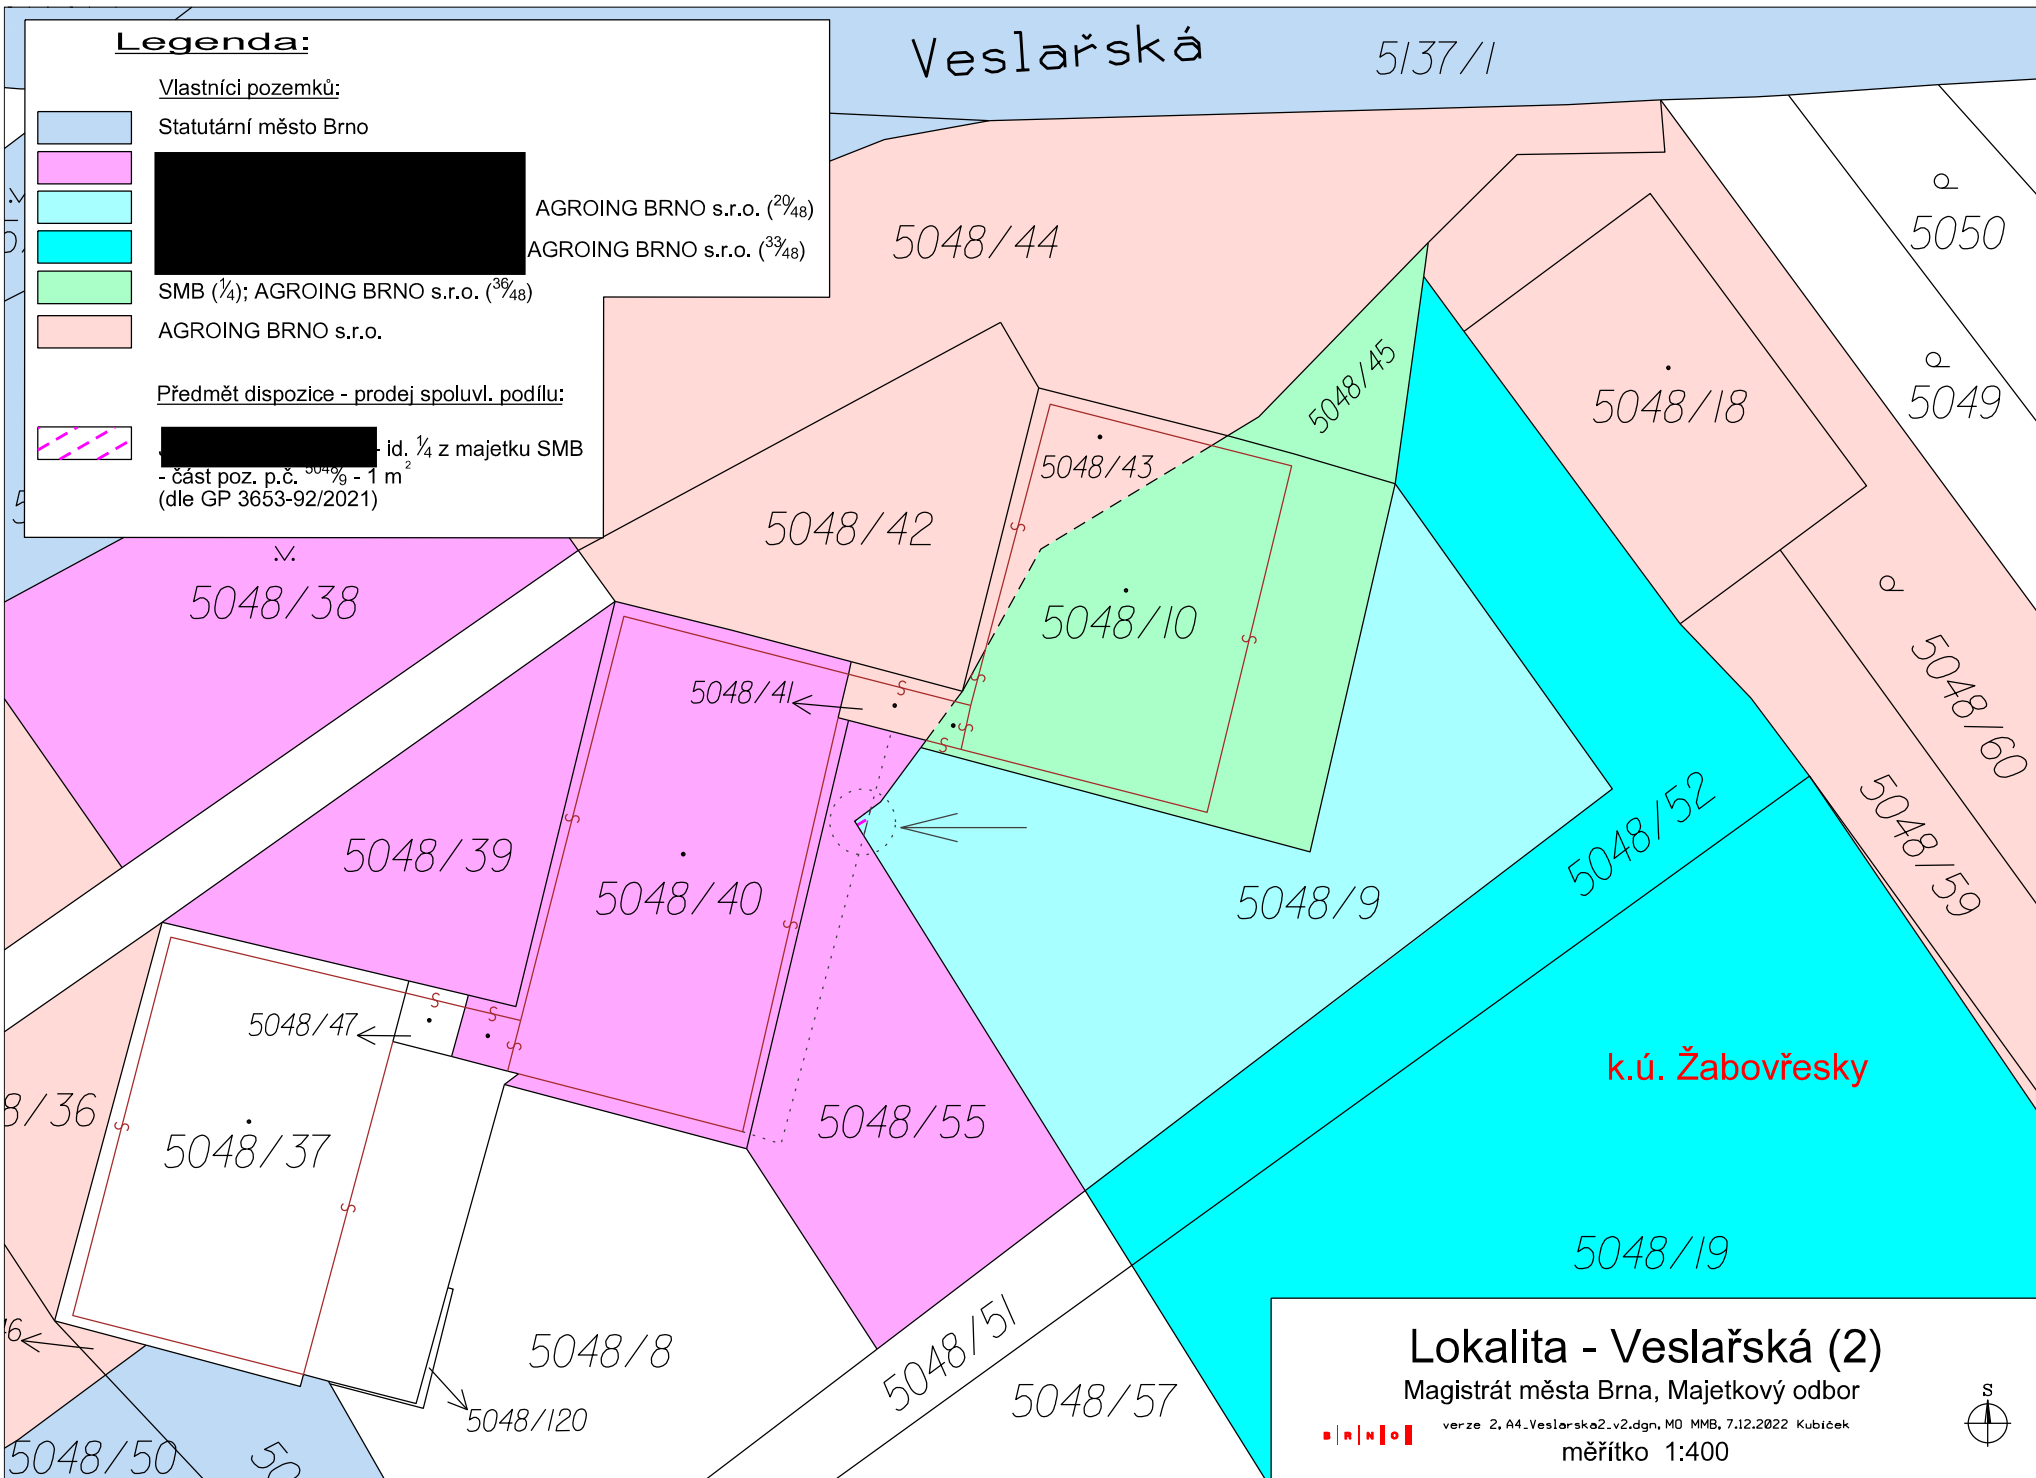 Legenda:
Vlastníci pozemků:
Statutární město Brno
AGROING BRNO s.r.o. (29/48)
AGROING BRNO s.r.o. (33/48)
SMB (1/4); AGROING BRNO s.r.o. (36/48)
AGROING BRNO s.r.o.
Předmět dispozice - prodej spoluvl. podílu:
- id. 1/4 z majetku SMB
- část poz. p.č. 5048/9 - 1 m²
(dle GP 3653-92/2021)
Veslařská
5137/1
5048/44
5050
5049
5048/45
5048/18
5048/43
5048/42
5048/10
5048/38
5048/41
5048/60
5048/59
5048/52
5048/39
5048/40
5048/9
5048/47
k.ú. Žabovřesky
8/36
5048/37
5048/55
5048/19
5048/8
5048/51
5048/57
5048/120
5048/50
50
Lokalita - Veslařská (2)
Magistrát města Brna, Majetkový odbor
BRNO
verze 2, A4_Veslarska2_v2.dgn, MO MMB, 7.12.2022 Kubíček
měřítko 1:400
S